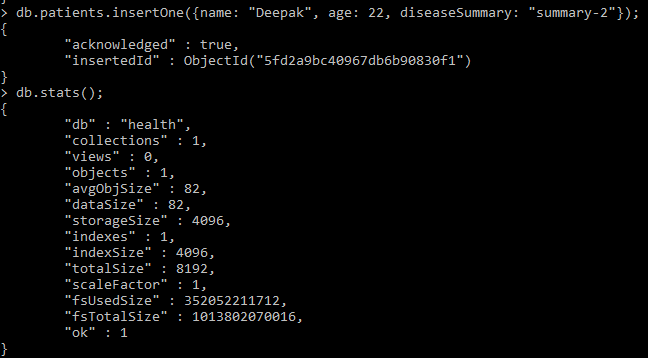 > db.patients.insertOne({name: "Deepak", age: 22, diseaseSummary: "summary-2"});
{
        "acknowledged" : true,
        "insertedId" : ObjectId("5fd2a9bc40967db6b90830f1")
}
> db.stats();
{
        "db" : "health",
        "collections" : 1,
        "views" : 0,
        "objects" : 1,
        "avgObjSize" : 82,
        "dataSize" : 82,
        "storageSize" : 4096,
        "indexes" : 1,
        "indexSize" : 4096,
        "totalSize" : 8192,
        "scaleFactor" : 1,
        "fsUsedSize" : 352052211712,
        "fsTotalSize" : 1013802070016,
        "ok" : 1
}